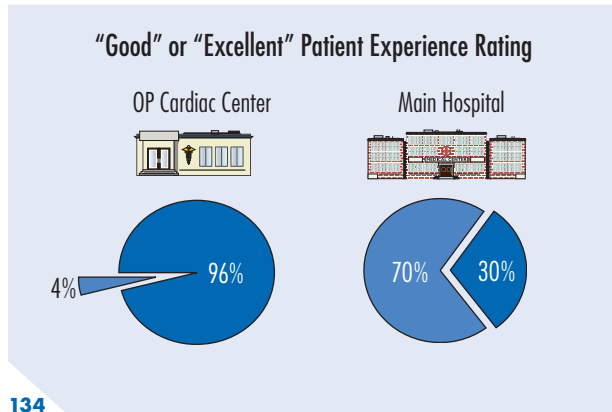 “Good” or “Excellent” Patient Experience Rating
OP Cardiac Center
Main Hospital
4%
96%
70%
30%
134